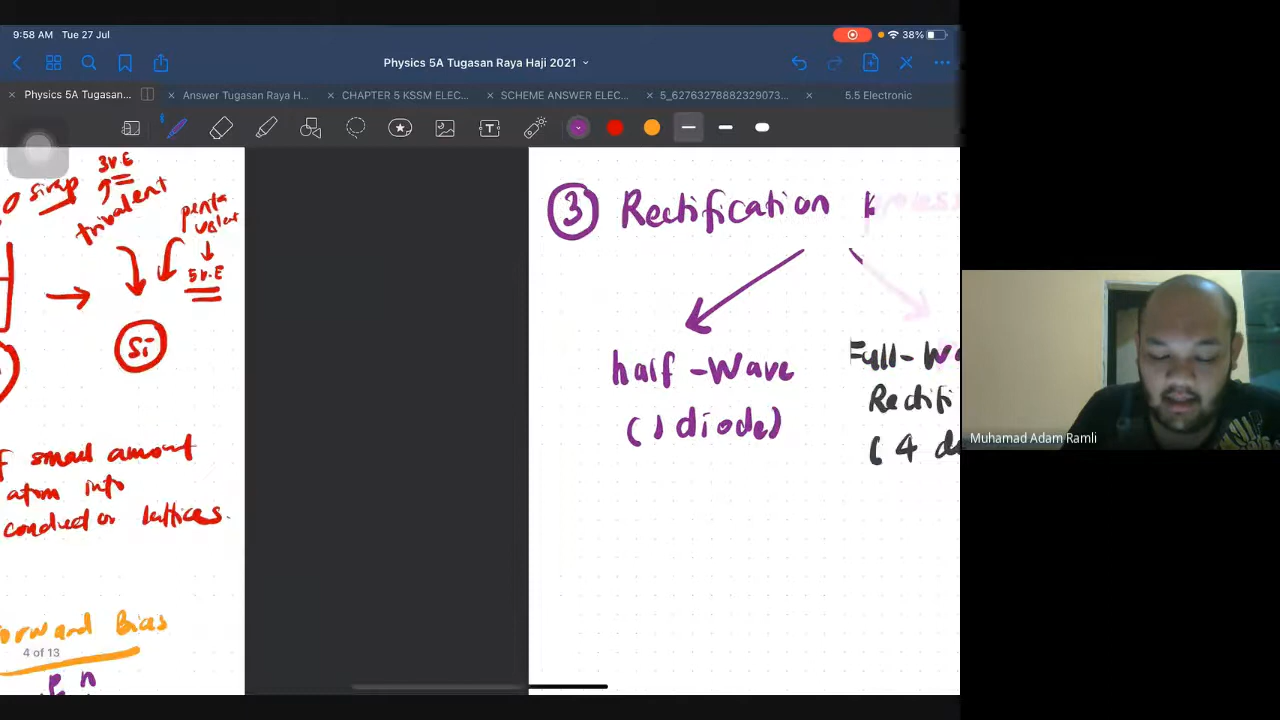 9:58 AM Tue 27 Jul
38%
Physics 5A Tugasan Raya Haji 2021
Physics 5A Tugasan...
Answer Tugasan Raya H...
CHAPTER 5 KSSM ELEC...
SCHEME ANSWER ELEC...
5_62763278882329073...
5.5 Electronic
3V.E
trivalent
penta
valent
5V.E
Si
small amount
atom into
conductor lattices.
Forward Bias
4 of 13
P n
3 Rectification process
half-Wave
(1 diode)
Full-Wa
Rectifi
(4 d
Muhamad Adam Ramli